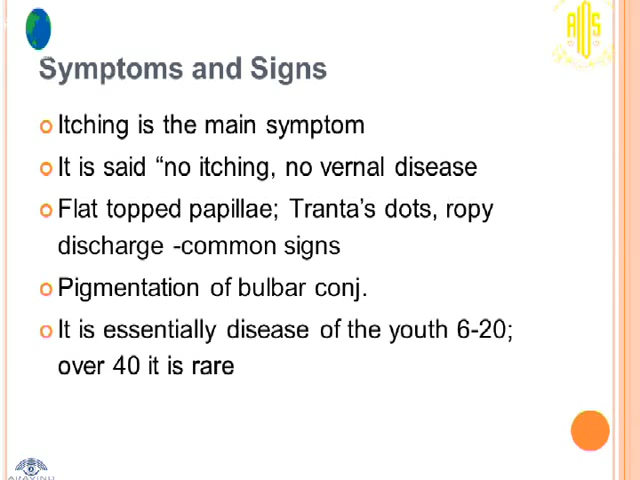 AIOS
Symptoms and Signs
Itching is the main symptom
It is said “no itching, no vernal disease
Flat topped papillae; Tranta’s dots, ropy
discharge -common signs
Pigmentation of bulbar conj.
It is essentially disease of the youth 6-20;
over 40 it is rare